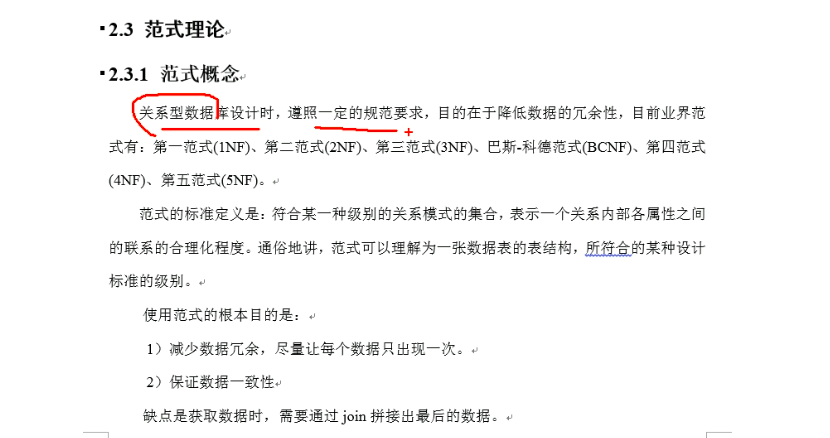 2.3 范式理论
2.3.1 范式概念
关系型数据库设计时，遵照一定的规范要求，目的在于降低数据的冗余性，目前业界范
式有：第一范式(1NF)、第二范式(2NF)、第三范式(3NF)、巴斯-科德范式(BCNF)、第四范式
(4NF)、第五范式(5NF)。
范式的标准定义是：符合某一种级别的关系模式的集合，表示一个关系内部各属性之间
的联系的合理化程度。通俗地讲，范式可以理解为一张数据表的表结构，所符合的某种设计
标准的级别。
使用范式的根本目的是：
1）减少数据冗余，尽量让每个数据只出现一次。
2）保证数据一致性
缺点是获取数据时，需要通过 join 拼接出最后的数据。